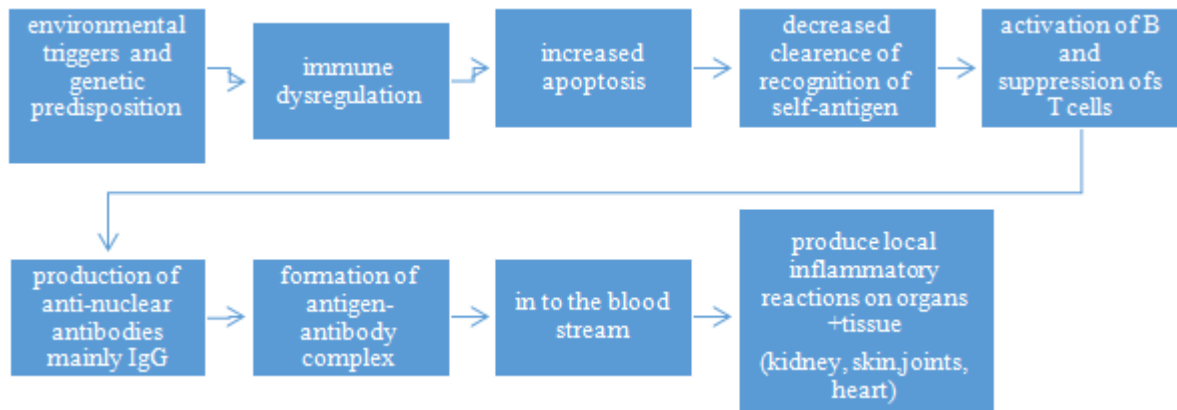 environmental
triggers and
genetic
predisposition
immune
dysregulation
increased
apoptosis
decreased
clearence of
recognition of
self-antigen
activation of B
and
suppression ofs
T cells
production of
anti-nuclear
antibodies
mainly IgG
formation of
antigen-
antibody
complex
in to the blood
stream
produce local
inflammatory
reactions on organs
+tissue
(kidney, skin,joints,
heart)